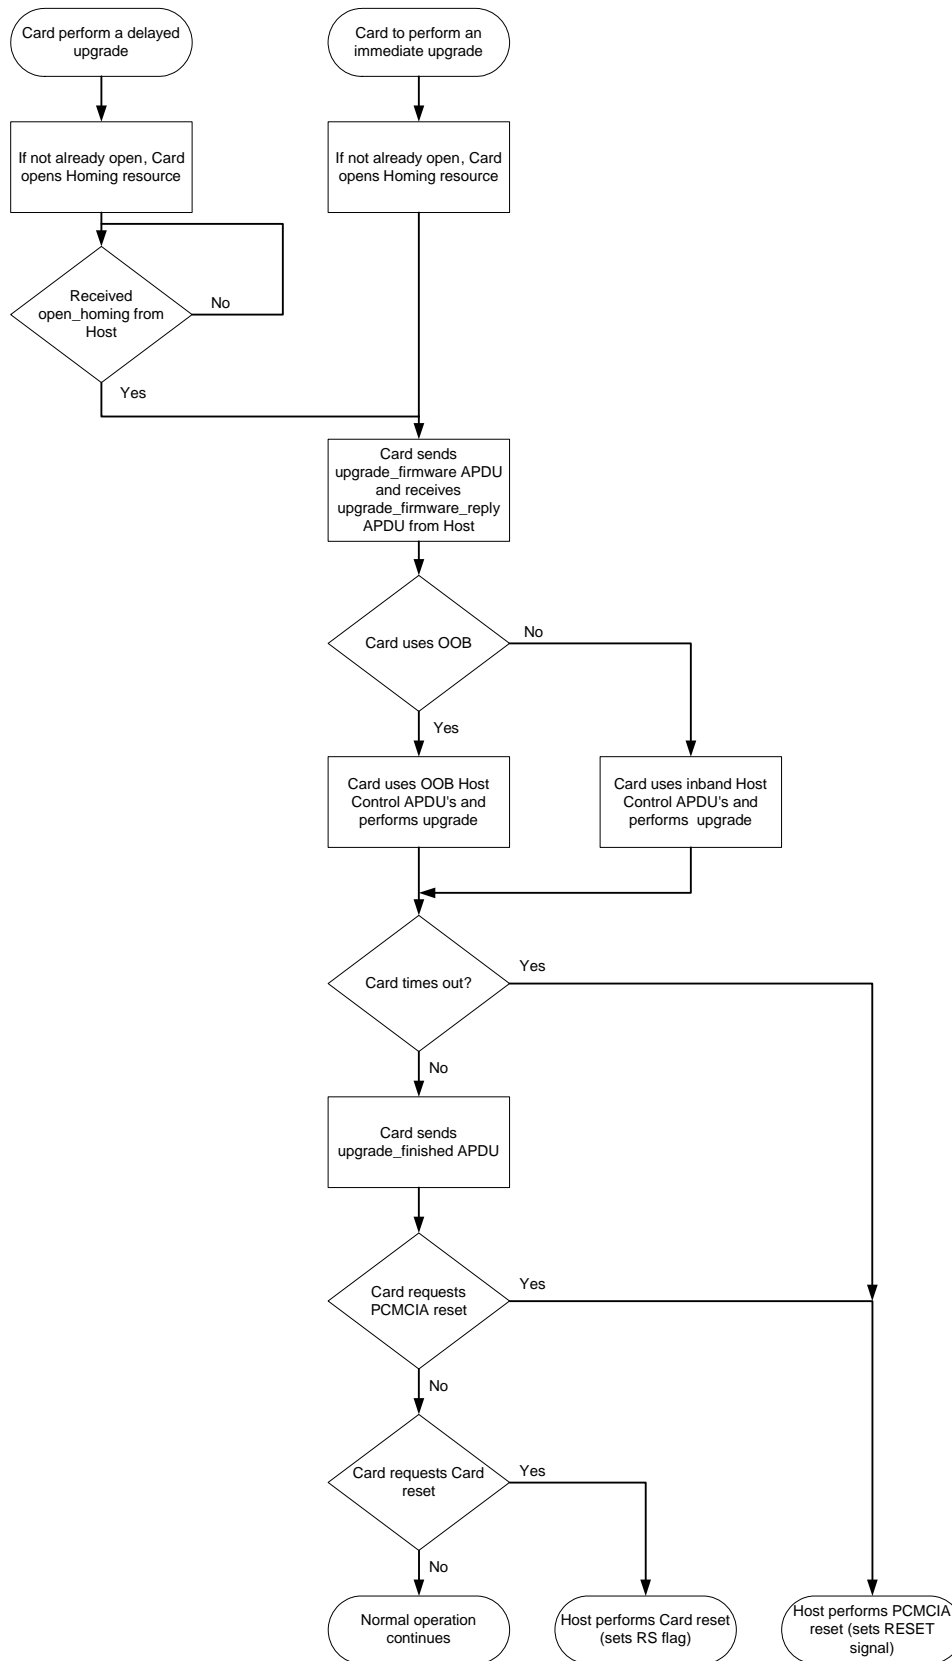 Card perform a delayed
upgrade
Card to perform an
immediate upgrade
If not already open, Card
opens Homing resource
If not already open, Card
opens Homing resource
Received
open_homing from
Host
No
Yes
Card sends
upgrade_firmware APDU
and receives
upgrade_firmware_reply
APDU from Host
Card uses OOB
No
Yes
Card uses OOB Host
Control APDU's and
performs upgrade
Card uses inband Host
Control APDU's and
performs upgrade
Card times out?
Yes
No
Card sends
upgrade_finished APDU
Card requests
PCMCIA reset
Yes
No
Card requests Card
reset
Yes
No
Normal operation
continues
Host performs Card reset
(sets RS flag)
Host performs PCMCIA
reset (sets RESET
signal)